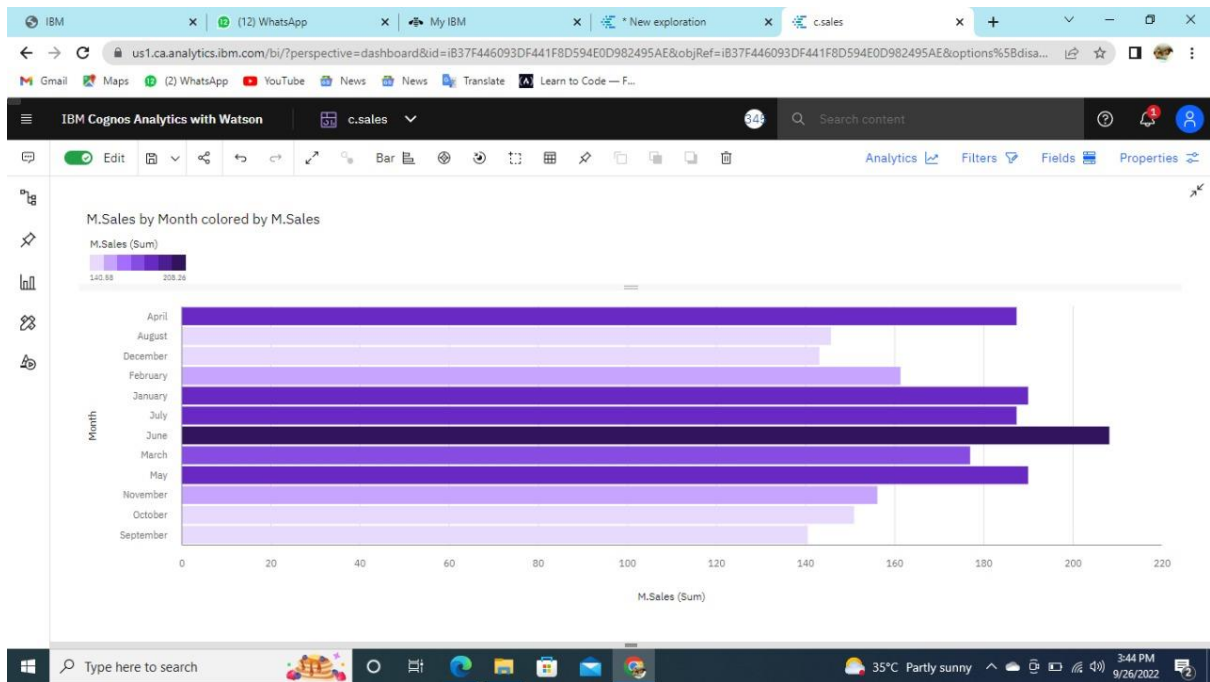 IBM
(12) WhatsApp
My IBM
* New exploration
c.sales
us1.ca.analytics.ibm.com/bi/?perspective=dashboard&id=iB37F446093DF441F8D594E0D982495AE&objRef=iB37F446093DF441F8D594E0D982495AE&options%5Bdisa...
Gmail Maps (2) WhatsApp YouTube News News Translate Learn to Code — F...
IBM Cognos Analytics with Watson c.sales Search content 1
Edit Bar Analytics Filters Fields Properties
M.Sales by Month colored by M.Sales
M.Sales (Sum)
140.58 208.26
April
August
December
February
January
July
June
March
May
November
October
September
Month
0 20 40 60 80 100 120 140 160 180 200 220
M.Sales (Sum)
Type here to search
35°C Partly sunny
3:44 PM
9/26/2022
2